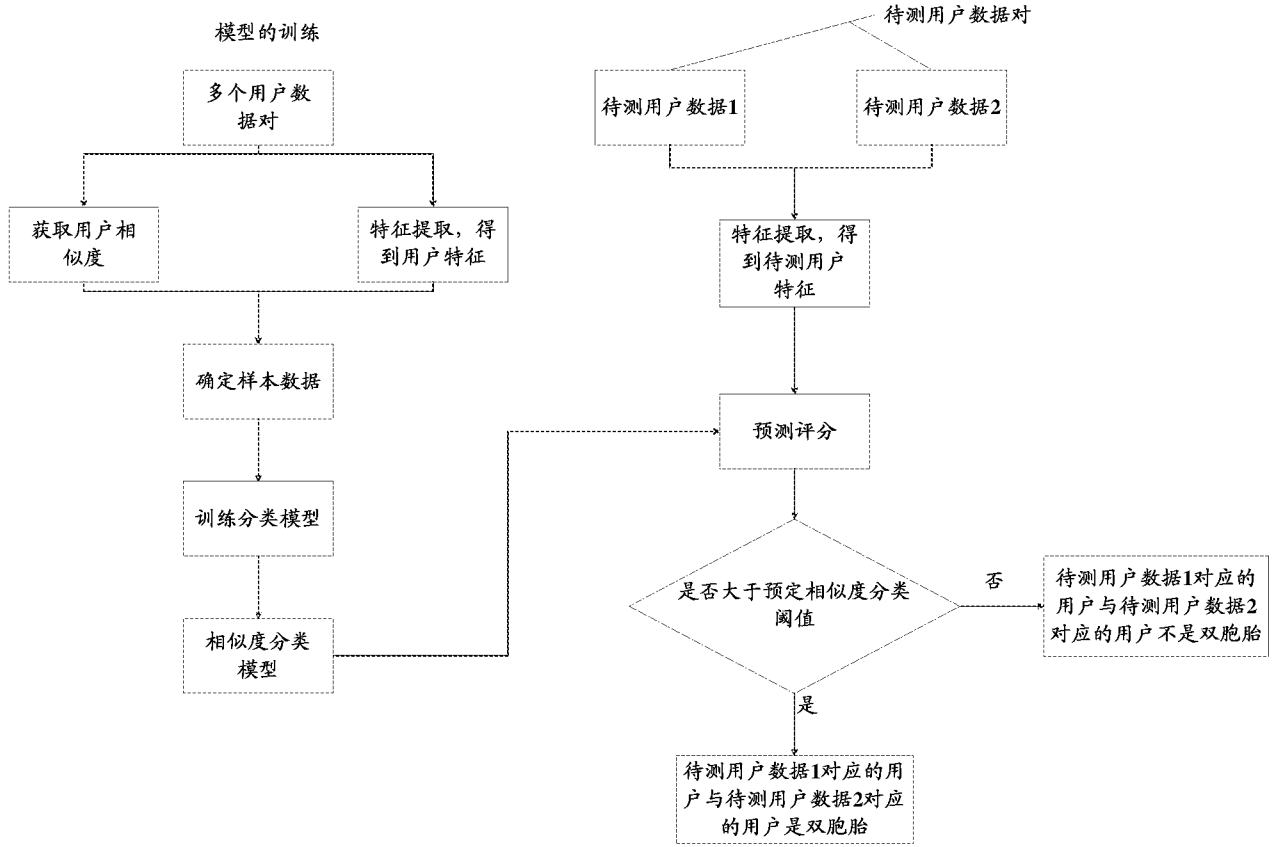 模型的训练
多个用户数
据对
获取用户相
似度
特征提取，得
到用户特征
确定样本数据
训练分类模型
相似度分类
模型
待测用户数据对
待测用户数据1
待测用户数据2
特征提取，得
到待测用户
特征
预测评分
是否大于预定相似度分类
阈值
否
待测用户数据1对应的
用户与待测用户数据2
对应的用户不是双胞胎
是
待测用户数据1对应的用
户与待测用户数据2对应
的用户是双胞胎